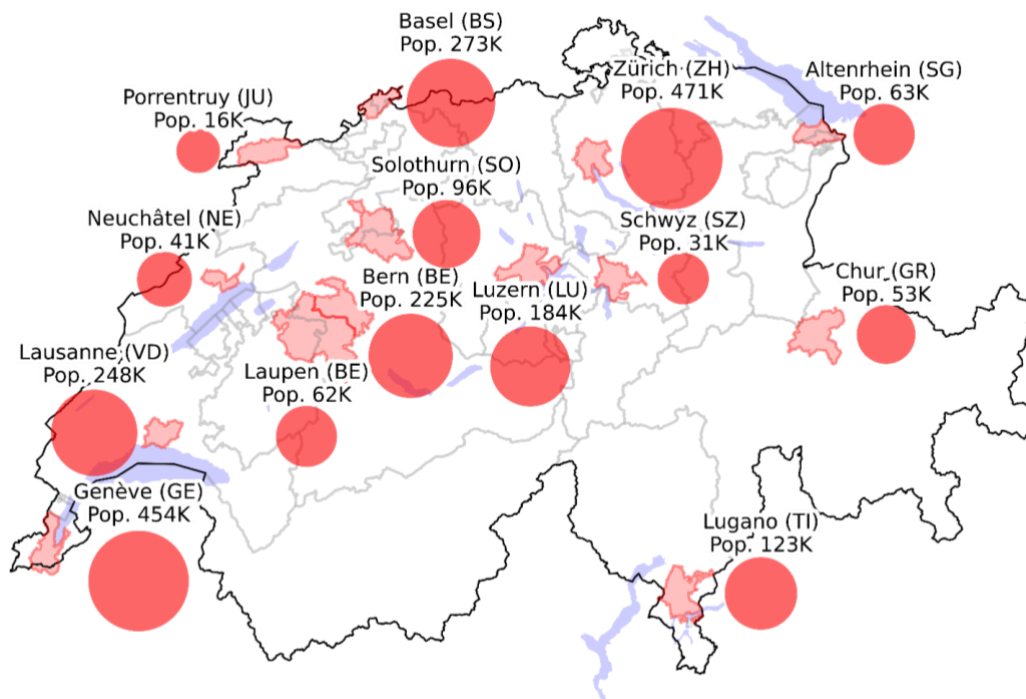 Basel (BS)
Pop. 273K
Zürich (ZH)
Pop. 471K
Altenrhein (SG)
Pop. 63K
Porrentruy (JU)
Pop. 16K
Solothurn (SO)
Pop. 96K
Neuchâtel (NE)
Pop. 41K
Schwyz (SZ)
Pop. 31K
Bern (BE)
Pop. 225K
Luzern (LU)
Pop. 184K
Chur (GR)
Pop. 53K
Lausanne (VD)
Pop. 248K
Laupen (BE)
Pop. 62K
Genève (GE)
Pop. 454K
Lugano (TI)
Pop. 123K